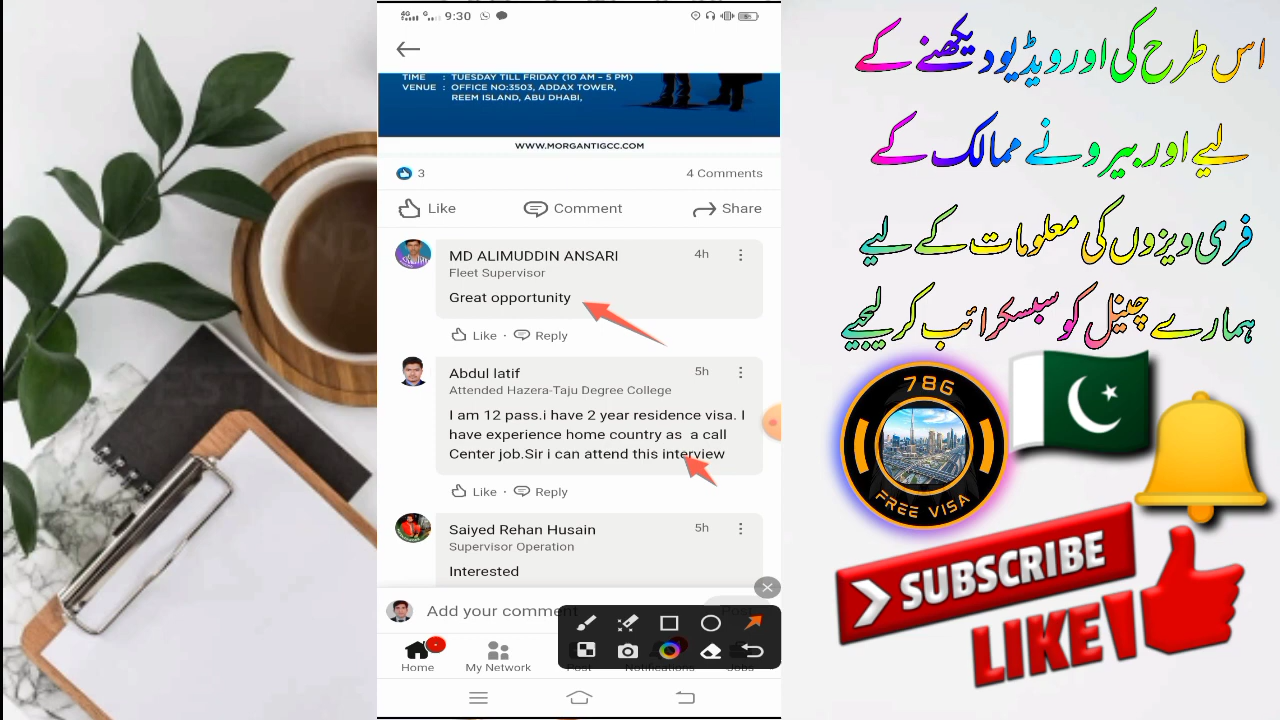 4G
G
9:30
TIME : TUESDAY TILL FRIDAY (10 AM – 5 PM)
VENUE : OFFICE NO:3503, ADDAX TOWER,
REEM ISLAND, ABU DHABI,
WWW.MORGANTIGCC.COM
3
4 Comments
Like
Comment
Share
MD ALIMUDDIN ANSARI
4h
Fleet Supervisor
Great opportunity
Like · Reply
Abdul latif
5h
Attended Hazera-Taju Degree College
I am 12 pass.i have 2 year residence visa. I
have experience home country as a call
Center job.Sir i can attend this interview
Like · Reply
Saiyed Rehan Husain
5h
Supervisor Operation
Interested
Add your comment
Post
Home
My Network
Post
Notifications
Jobs
اس طرح کی اور ویڈیو دیکھنے کے
لیے اور بیرونے ممالک کے
فری ویزوں کی معلومات کے لیے
ہمارے چینل کو سبسکرائب کر لیجیے
786
FREE VISA
SUBSCRIBE
LIKE